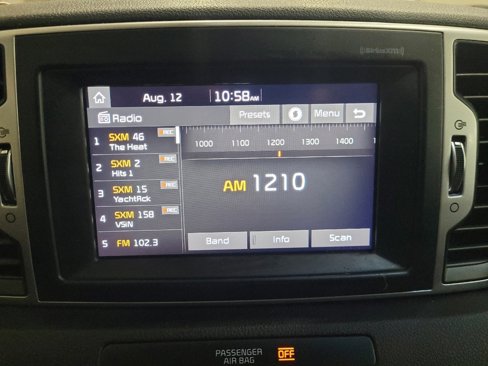 SiriusXM
Aug. 12 10:58AM
Radio Presets Menu
1 SXM 46 REC
The Heat
2 SXM 2 REC
Hits 1
3 SXM 15 REC
YachtRck
4 SXM 158 REC
VSiN
5 FM 102.3
1000 1100 1200 1300 1400
AM 1210
Band Info Scan
PASSENGER
AIR BAG OFF